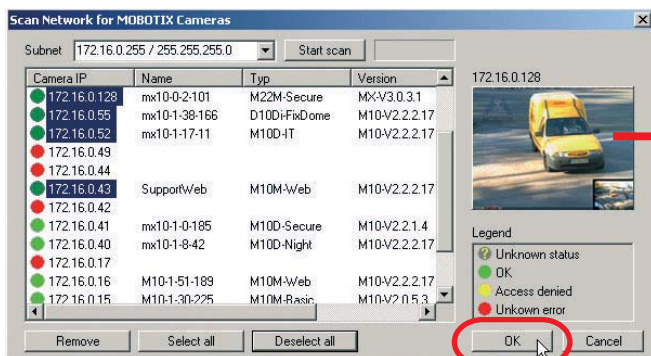 Scan Network for MOBOTIX Cameras
Subnet 172.16.0.255 / 255.255.255.0 Start scan
Camera IP Name Typ Version
172.16.0.128 mx10-0-2-101 M22M-Secure MX-V3.0.3.1
172.16.0.55 mx10-1-38-166 D10Di-FixDome M10-V2.2.2.17
172.16.0.52 mx10-1-17-11 M10D-IT M10-V2.2.2.17
172.16.0.49
172.16.0.44
172.16.0.43 SupportWeb M10M-Web M10-V2.2.2.17
172.16.0.42
172.16.0.41 mx10-1-0-185 M10D-Secure M10-V2.2.1.4
172.16.0.40 mx10-1-8-42 M10D-Night M10-V2.2.2.17
172.16.0.17
172.16.0.16 M10-1-51-189 M10M-Web M10-V2.2.2.17
172.16.0.15 M10-1-30-225 M10M-Basic M10-V2.0.5.3
172.16.0.128
Legend
Unknown status
OK
Access denied
Unkown error
Remove Select all Deselect all OK Cancel